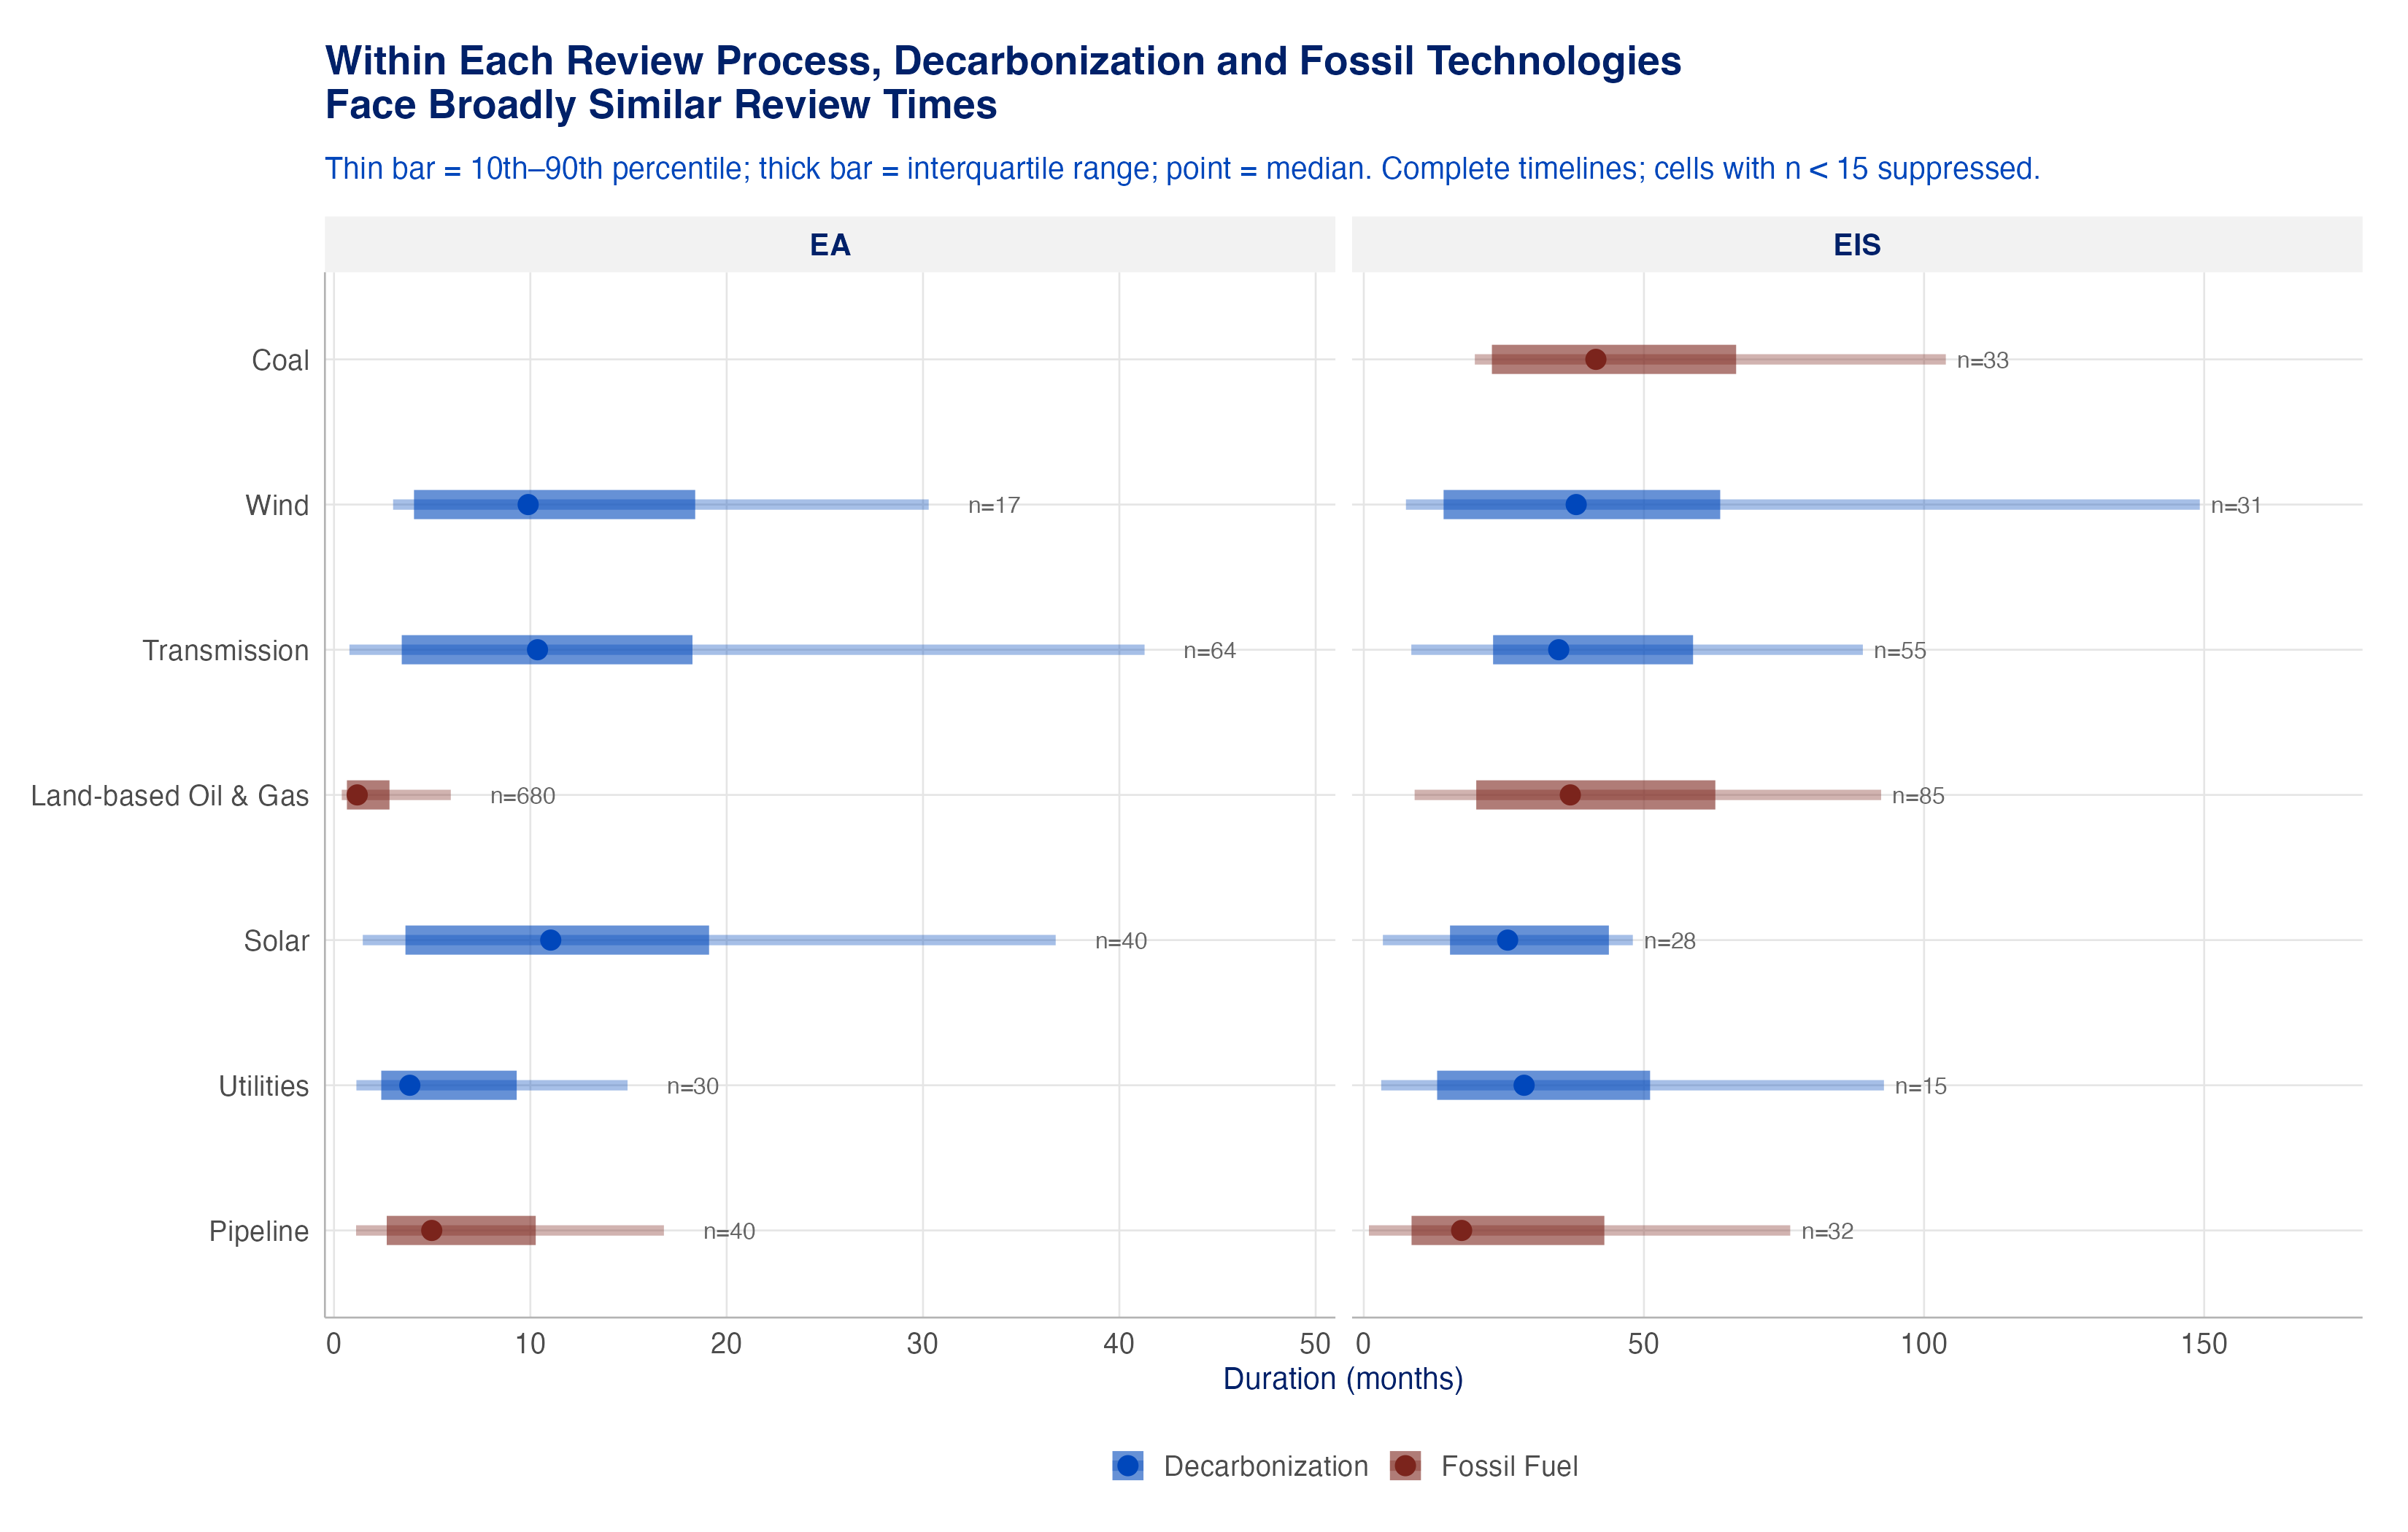 Within Each Review Process, Decarbonization and Fossil Technologies
Face Broadly Similar Review Times
Thin bar = 10th–90th percentile; thick bar = interquartile range; point = median. Complete timelines; cells with n < 15 suppressed.
EA
EIS
Coal
n=33
Wind
n=17
n=31
Transmission
n=64
n=55
Land-based Oil & Gas
n=680
n=85
Solar
n=40
n=28
Utilities
n=30
n=15
Pipeline
n=40
n=32
0 10 20 30 40 50
0 50 100 150
Duration (months)
Decarbonization
Fossil Fuel